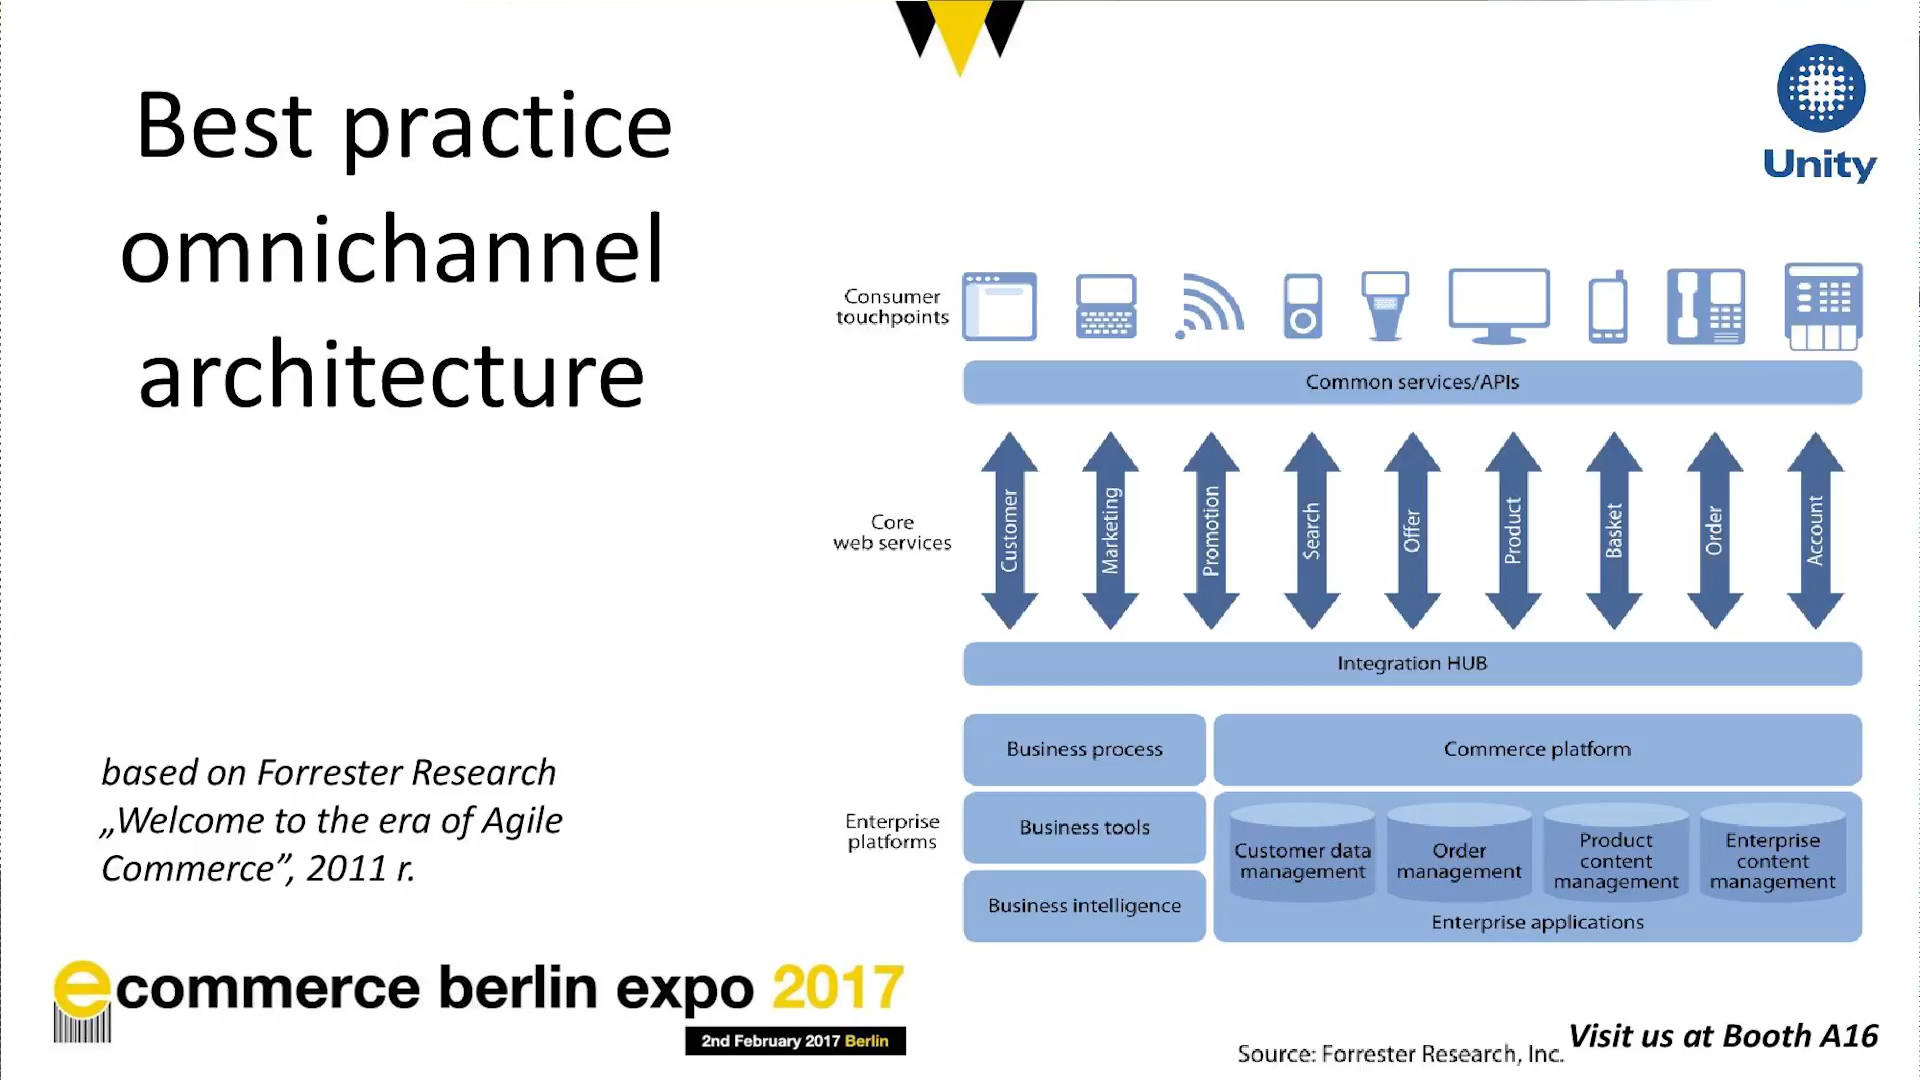 Best practice
omnichannel
architecture
Unity
Consumer
touchpoints
Common services/APIs
Core
web services
Customer
Marketing
Promotion
Search
Offer
Product
Basket
Order
Account
Integration HUB
Enterprise
platforms
Business process
Commerce platform
Business tools
Business intelligence
Customer data
management
Order
management
Product
content
management
Enterprise
content
management
Enterprise applications
based on Forrester Research
„Welcome to the era of Agile
Commerce”, 2011 r.
ecommerce berlin expo 2017
2nd February 2017 Berlin
Source: Forrester Research, Inc.
Visit us at Booth A16